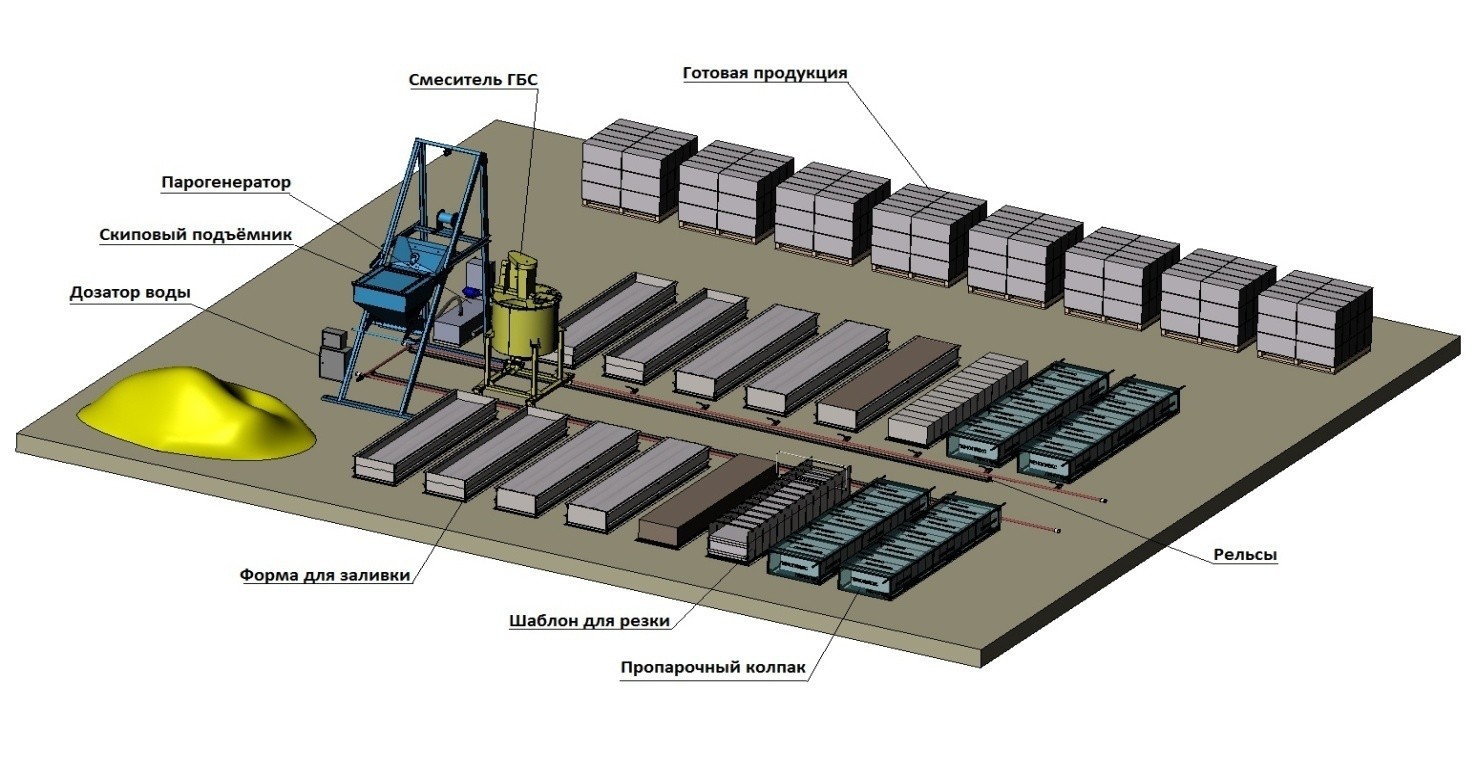 Смеситель ГБС
Готовая продукция
Парогенератор
Скиповый подъёмник
Дозатор воды
Форма для заливки
Шаблон для резки
Пропарочный колпак
Рельсы